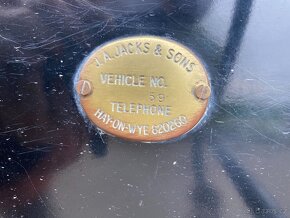 J.A.JACKS & SONS
VEHICLE NO.
59
TELEPHONE
HAY-ON-WYE 820260